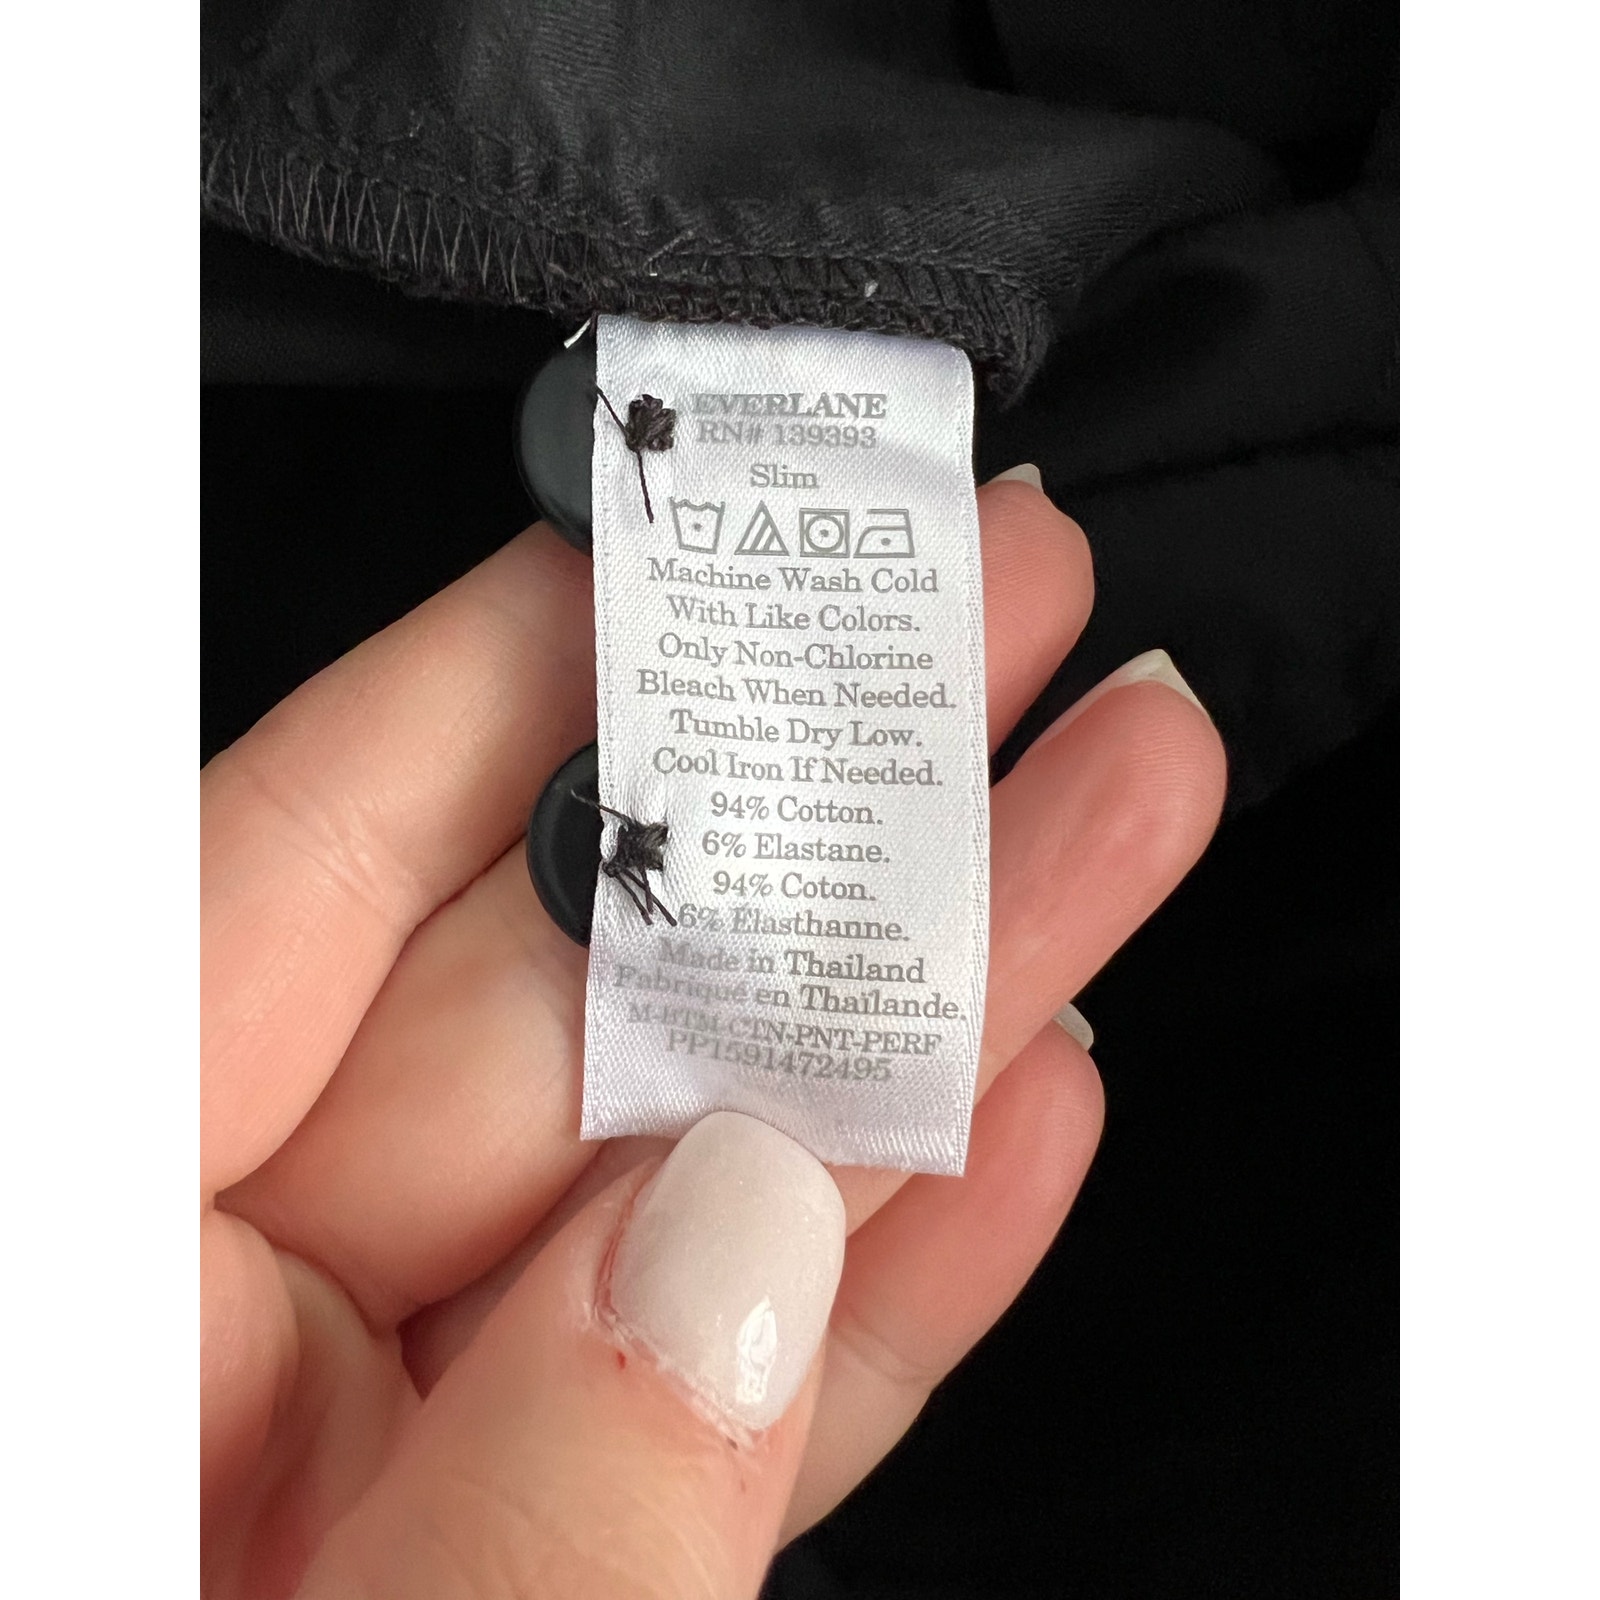 EVERLANE
RN# 139393
Slim
Machine Wash Cold
With Like Colors.
Only Non-Chlorine
Bleach When Needed.
Tumble Dry Low.
Cool Iron If Needed.
94% Cotton.
6% Elastane.
94% Coton.
6% Elasthanne.
Made in Thailand
Fabriqué en Thaïlande.
M-BTM-CTN-PNT-PERF
PP1591472495